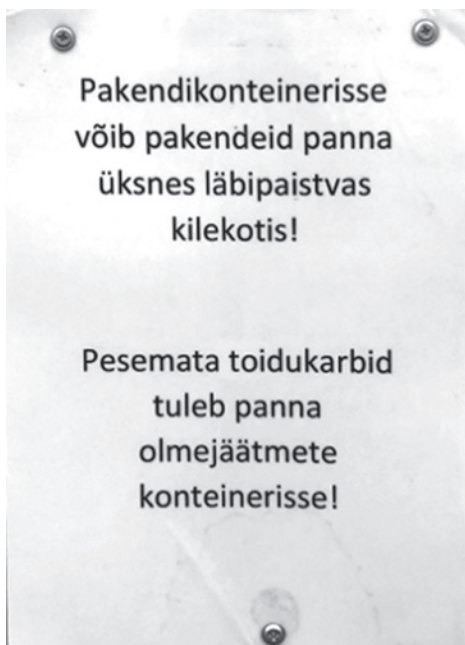 Pakendikonteinerisse
võib pakendeid panna
üksnes läbipaistvas
kilekotis!
Pesemata toidukarbid
tuleb panna
olmejäätmete
konteinerisse!